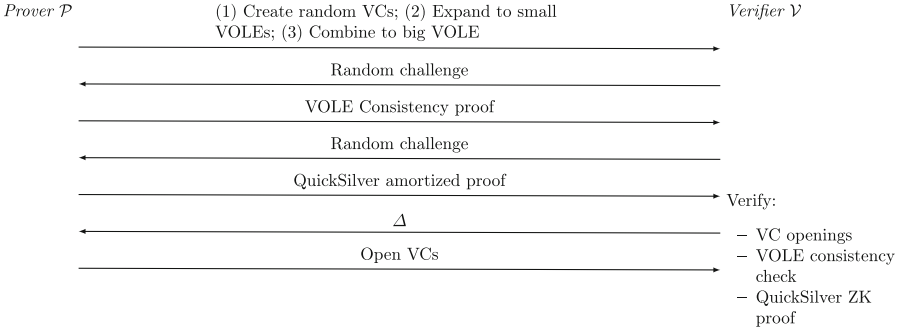 Prover 𝒫
(1) Create random VCs; (2) Expand to small
VOLEs; (3) Combine to big VOLE
Verifier 𝒱
Random challenge
VOLE Consistency proof
Random challenge
QuickSilver amortized proof
Δ
Open VCs
Verify:
– VC openings
– VOLE consistency
check
– QuickSilver ZK
proof